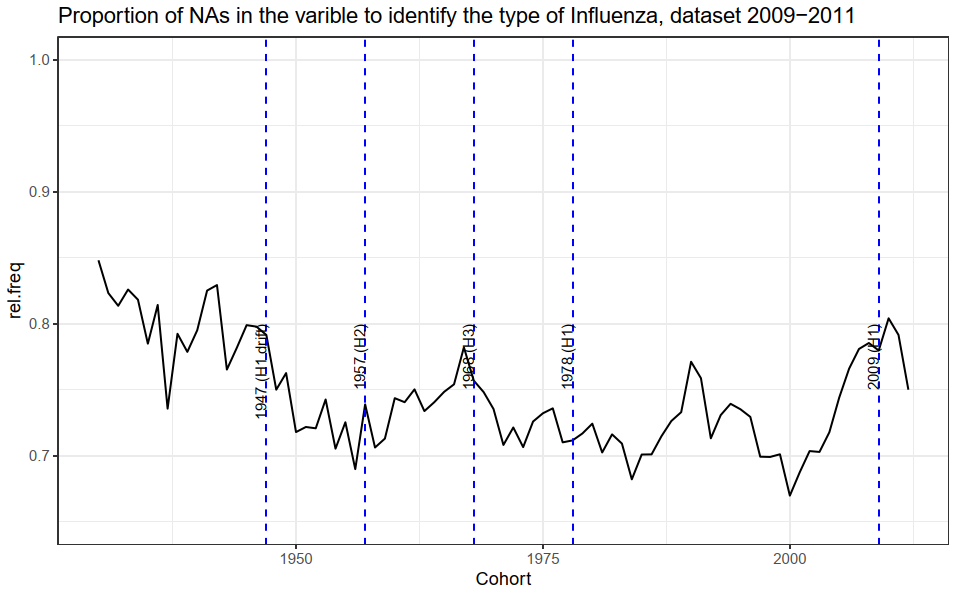 Proportion of NAs in the varible to identify the type of Influenza, dataset 2009−2011
1.0
0.9
0.8
0.7
rel.freq
1947 (H1 drift)
1957 (H2)
1968 (H3)
1978 (H1)
2009 (H1)
1950
1975
2000
Cohort